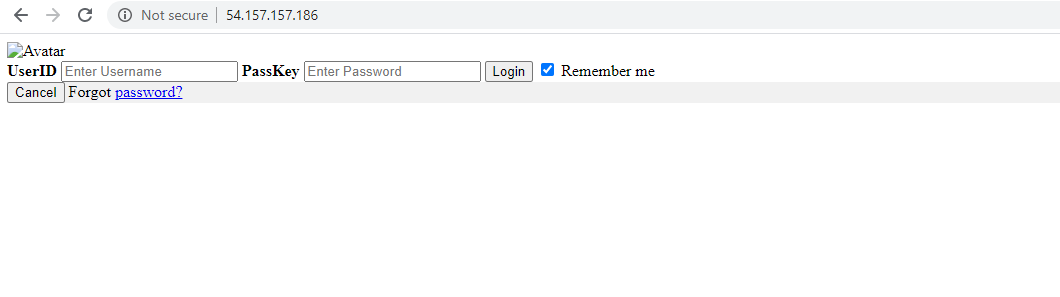 Not secure | 54.157.157.186
Avatar
UserID Enter Username PassKey Enter Password Login Remember me
Cancel Forgot password?